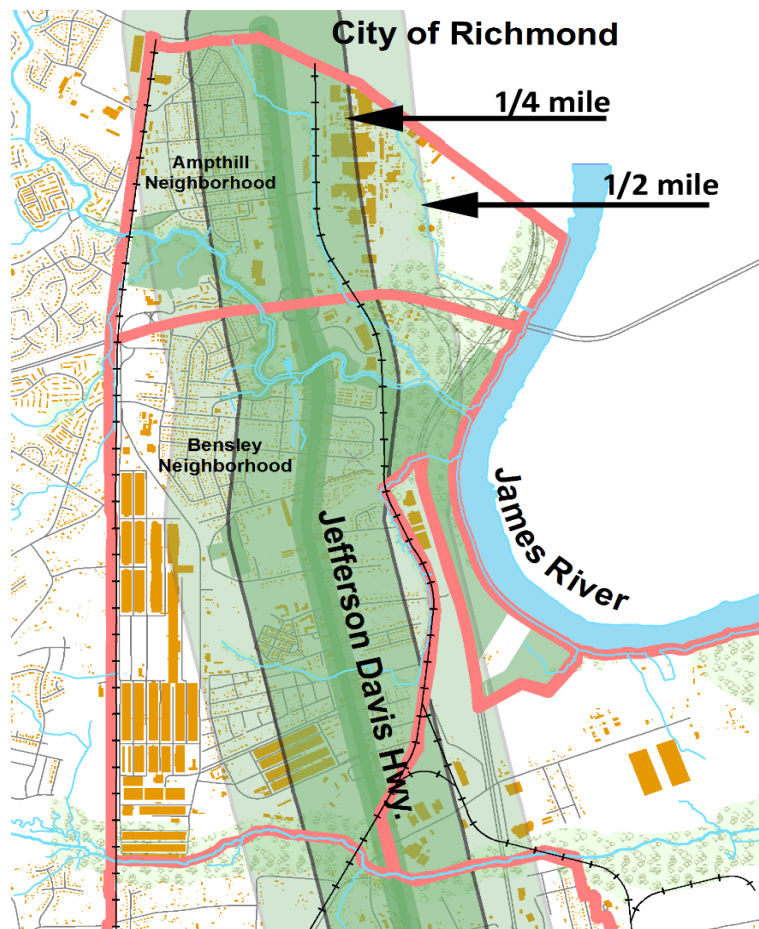 City of Richmond
1/4 mile
Ampthill
Neighborhood
1/2 mile
Bensley
Neighborhood
James River
Jefferson Davis Hwy.